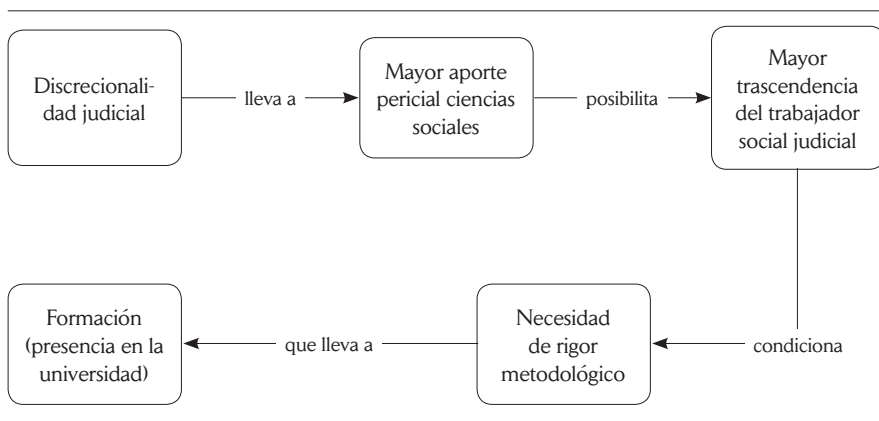 Discrecionali-
dad judicial
lleva a
Mayor aporte
pericial ciencias
sociales
posibilita
Mayor
trascendencia
del trabajador
social judicial
condiciona
Necesidad
de rigor
metodológico
que lleva a
Formación
(presencia en la
universidad)